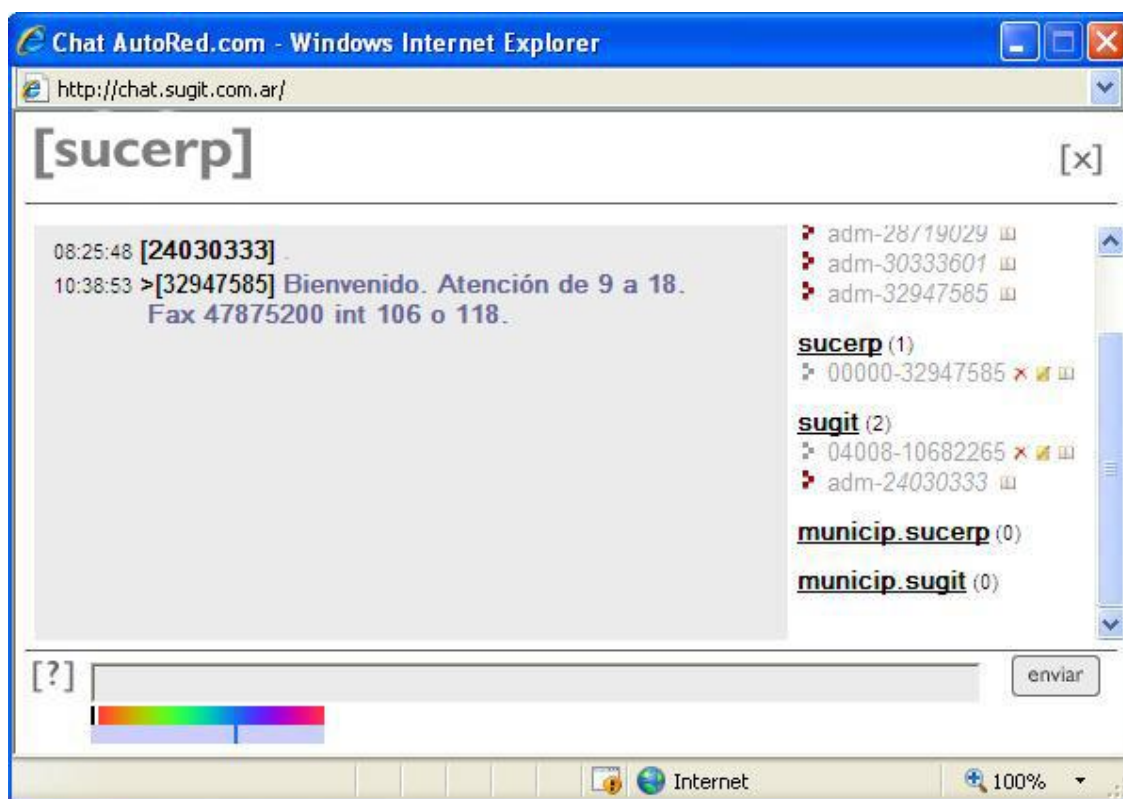 Chat AutoRed.com - Windows Internet Explorer
http://chat.sugit.com.ar/
[sucerp]
[x]
08:25:48 [24030333] .
10:38:53 >[32947585] Bienvenido. Atención de 9 a 18.
Fax 47875200 int 106 o 118.
adm-28719029
adm-30333601
adm-32947585
sucerp (1)
00000-32947585
sugit (2)
04008-10682265
adm-24030333
municip.sucerp (0)
municip.sugit (0)
[?]
enviar
Internet
100%